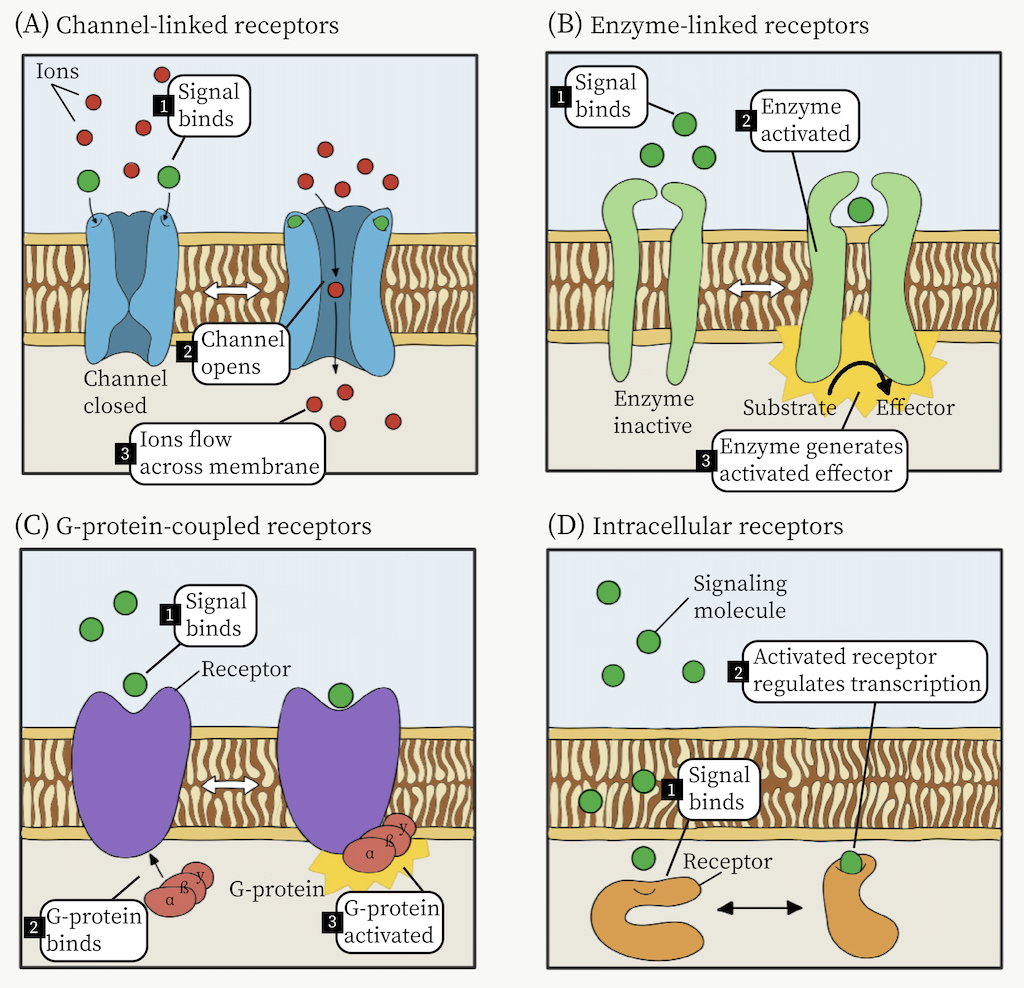 (A) Channel-linked receptors
Ions
1 Signal
binds
2 Channel
opens
Channel
closed
3 Ions flow
across membrane
(B) Enzyme-linked receptors
1 Signal
binds
2 Enzyme
activated
Enzyme
inactive
Substrate
Effector
3 Enzyme generates
activated effector
(C) G-protein-coupled receptors
1 Signal
binds
Receptor
α ß γ
α ß γ
G-protein
2 G-protein
binds
3 G-protein
activated
(D) Intracellular receptors
Signaling
molecule
2 Activated receptor
regulates transcription
1 Signal
binds
Receptor